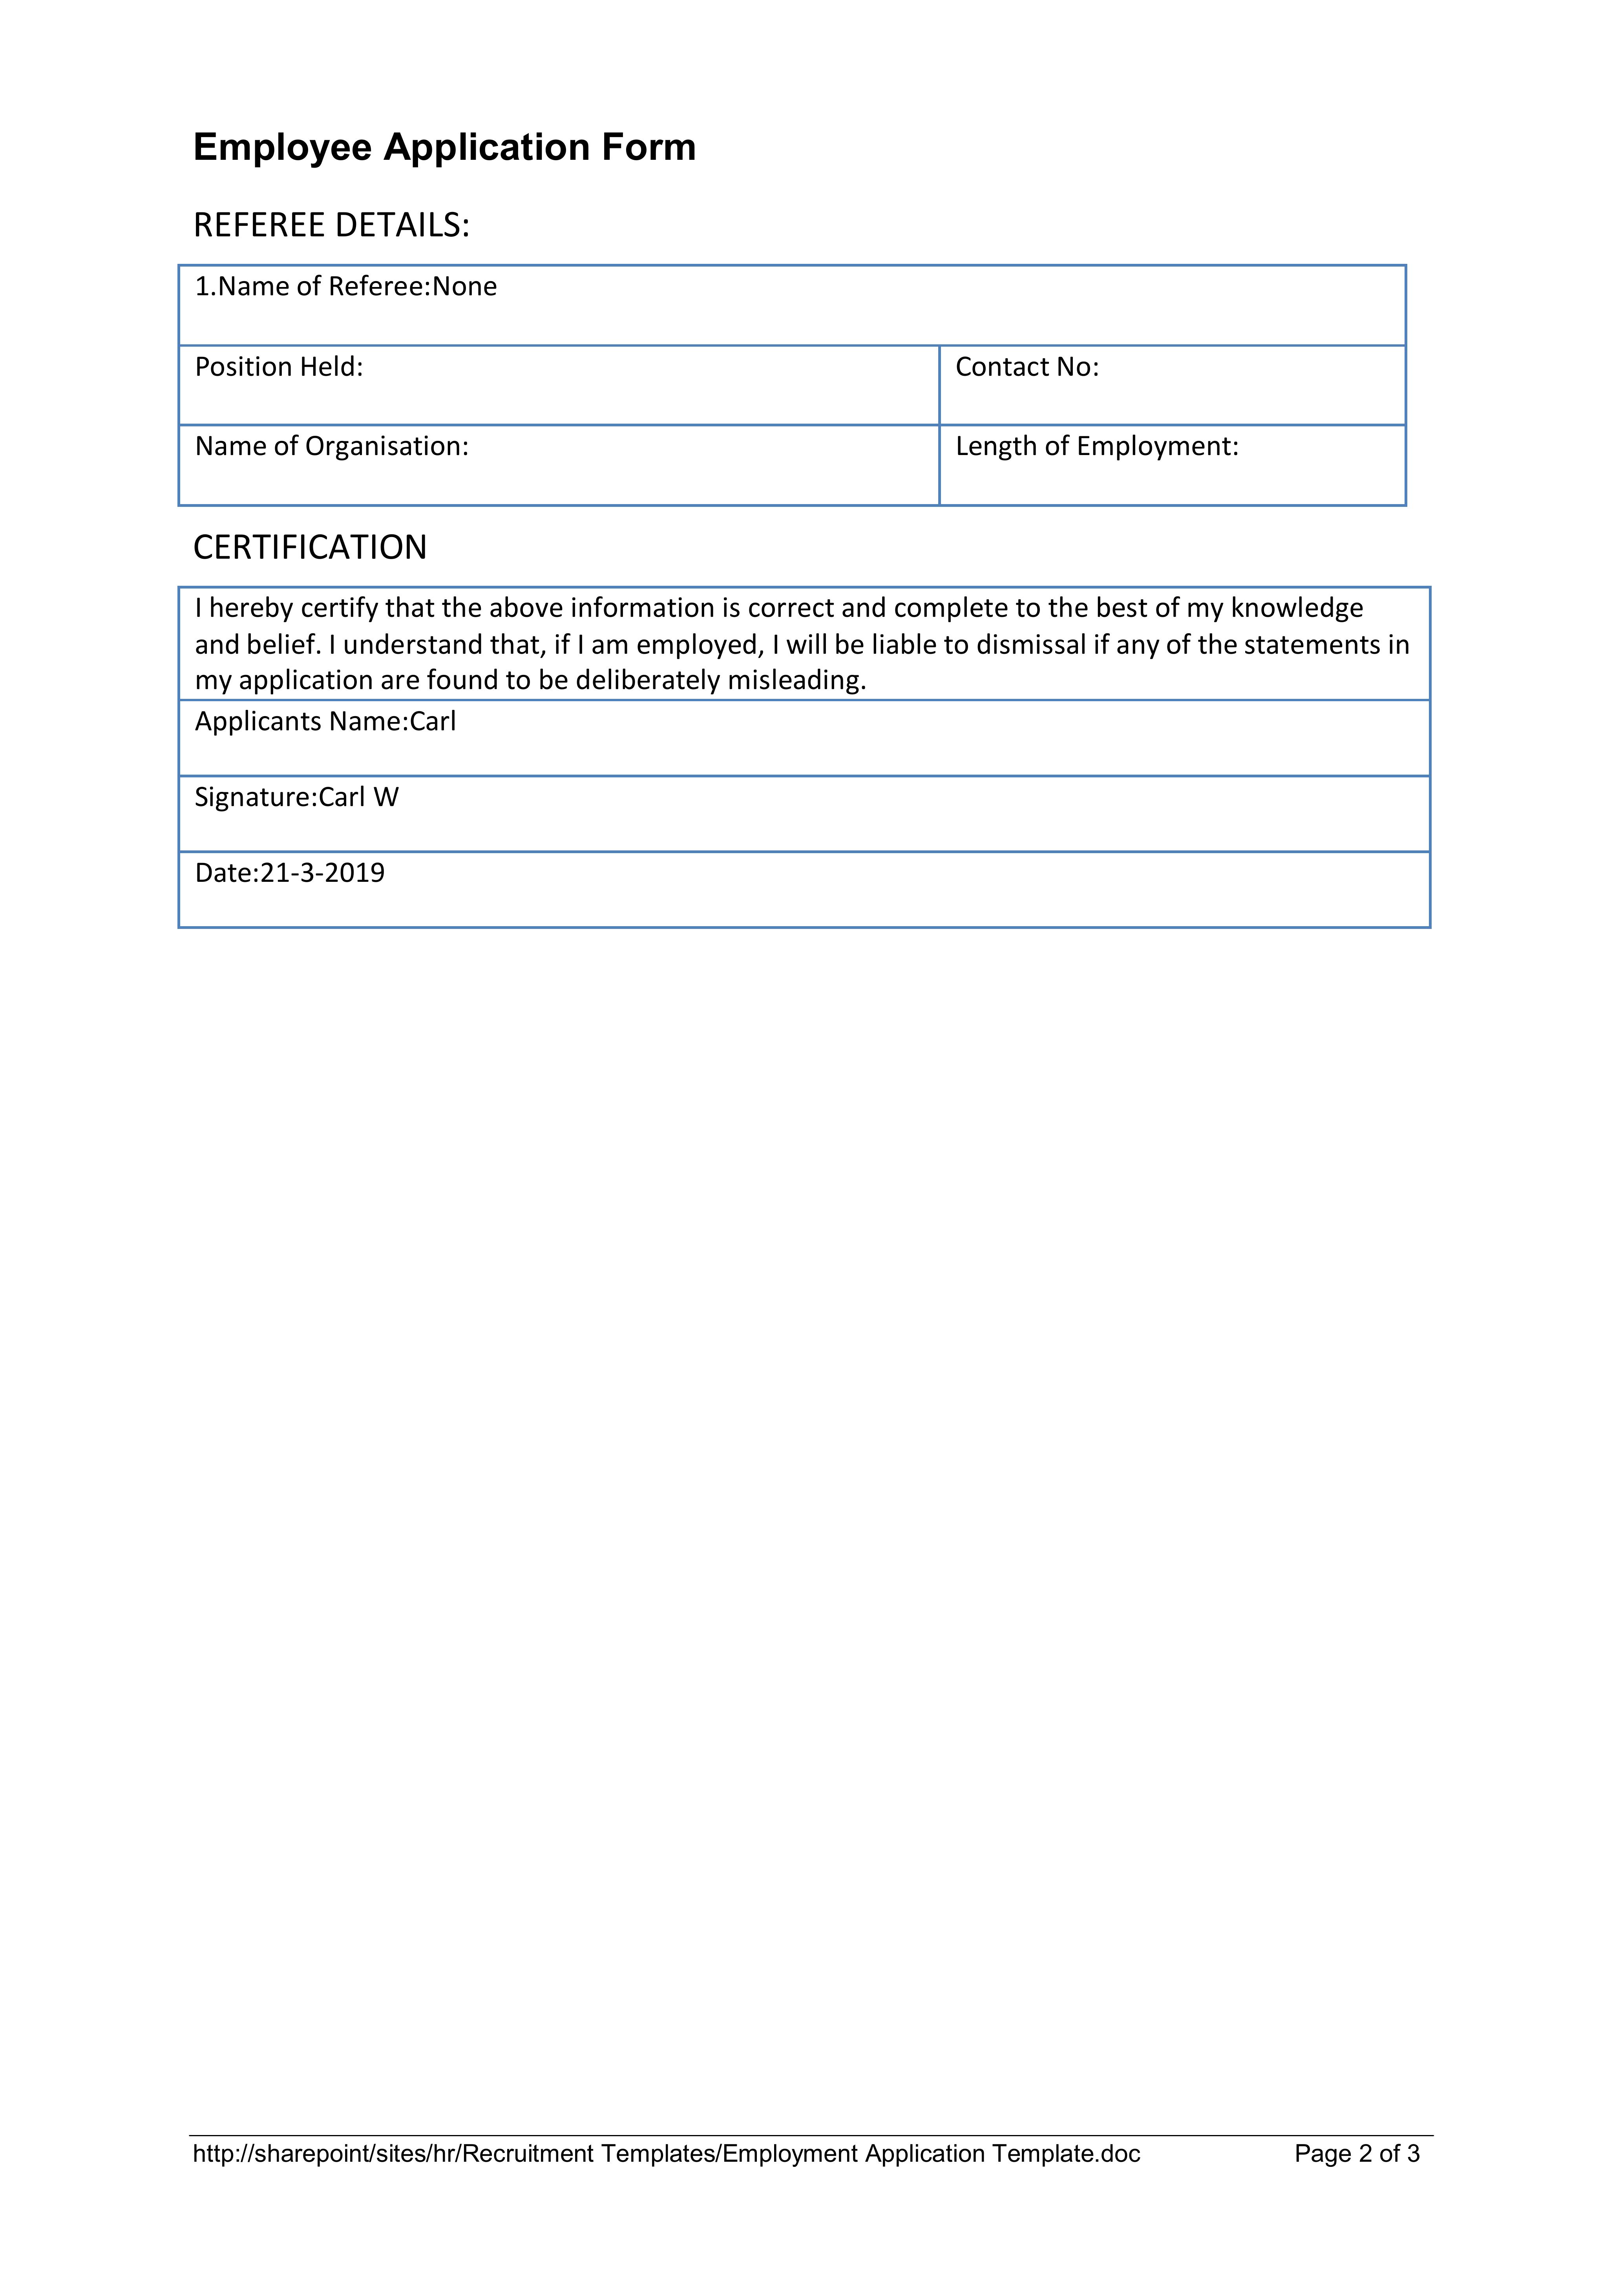 Employee Application Form
REFEREE DETAILS:
1.Name of Referee:None
Position Held:
Contact No:
Name of Organisation:
Length of Employment:
CERTIFICATION
I hereby certify that the above information is correct and complete to the best of my knowledge
and belief. I understand that, if I am employed, I will be liable to dismissal if any of the statements in
my application are found to be deliberately misleading.
Applicants Name:Carl
Signature:Carl W
Date:21-3-2019
http://sharepoint/sites/hr/Recruitment Templates/Employment Application Template.doc
Page 2 of 3